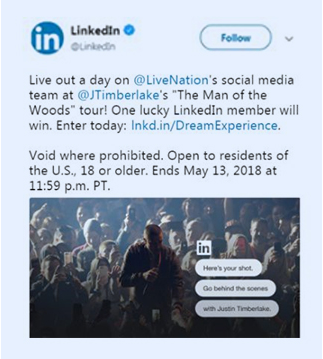 in
LinkedIn
@LinkedIn
Follow
Live out a day on @LiveNation's social media
team at @JTimberlake's "The Man of the
Woods" tour! One lucky LinkedIn member will
win. Enter today: lnkd.in/DreamExperience.
Void where prohibited. Open to residents of
the U.S., 18 or older. Ends May 13, 2018 at
11:59 p.m. PT.
in
Here's your shot.
Go behind the scenes
with Justin Timberlake.